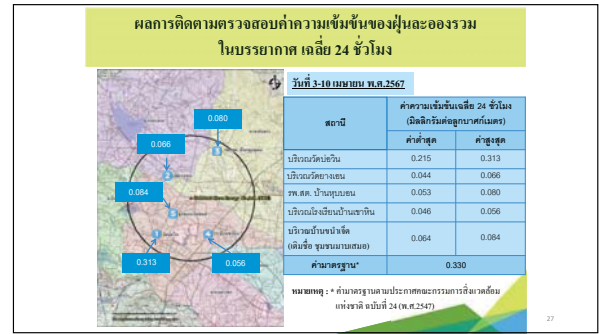 ผลการติดตามตรวจสอบค่าความเข้มข้นของฝุ่นละอองรวม
ในบรรยากาศ เฉลี่ย 24 ชั่วโมง
วันที่ 3-10 เมษายน พ.ศ.2567
0.080
0.066
3
2
0.084
5
1
4
0.313
0.056
สถานี
ค่าความเข้มข้นเฉลี่ย 24 ชั่วโมง
(มิลลิกรัมต่อลูกบาศก์เมตร)
ค่าต่ำสุด ค่าสูงสุด
บริเวณวัดบ่อวิน 0.215 0.313
บริเวณวัดยางเอน 0.044 0.066
รพ.สต. บ้านหุบบอน 0.053 0.080
บริเวณโรงเรียนบ้านเขาหิน 0.046 0.056
บริเวณบ้านชนำเจ็ด
(เดิมชื่อ ชุมชนมาบเสมอ) 0.064 0.084
ค่ามาตรฐาน* 0.330
หมายเหตุ : * ค่ามาตรฐานตามประกาศคณะกรรมการสิ่งแวดล้อม
แห่งชาติ ฉบับที่ 24 (พ.ศ.2547)
27